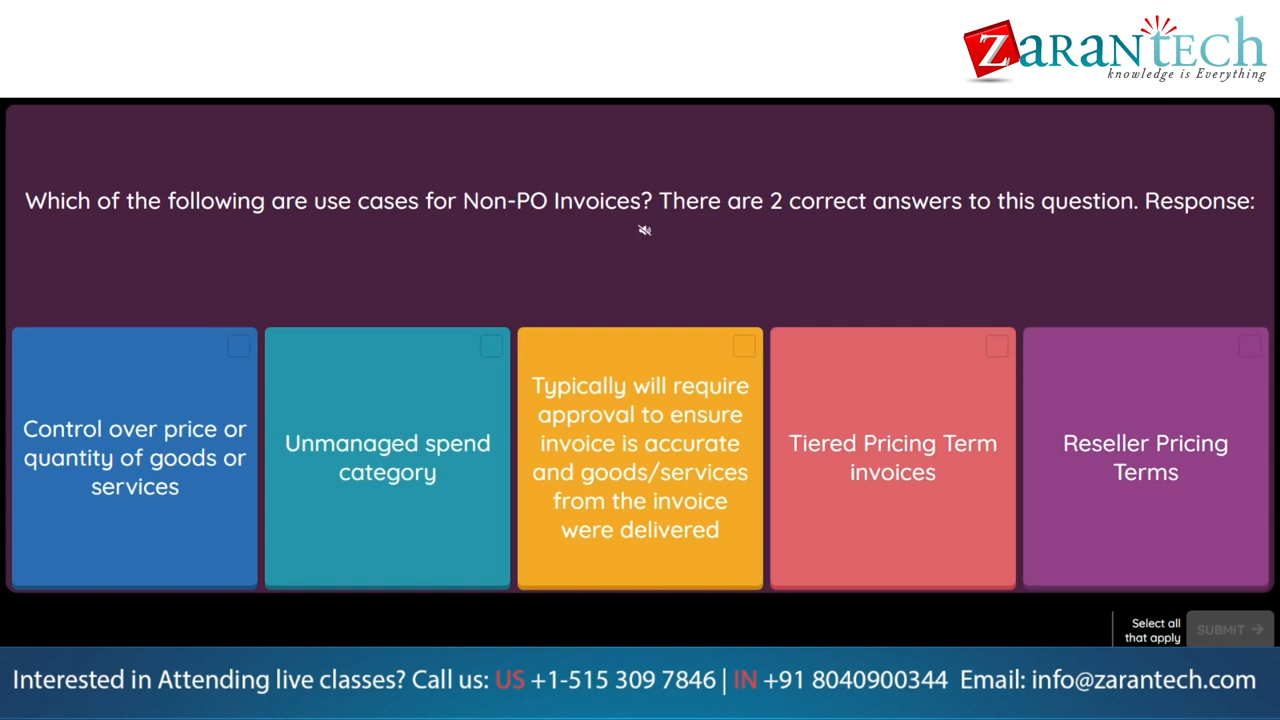 ZARANTECH
knowledge is Everything
Which of the following are use cases for Non-PO Invoices? There are 2 correct answers to this question. Response:
Control over price or
quantity of goods or
services
Unmanaged spend
category
Typically will require
approval to ensure
invoice is accurate
and goods/services
from the invoice
were delivered
Tiered Pricing Term
invoices
Reseller Pricing
Terms
Select all
that apply
SUBMIT →
Interested in Attending live classes? Call us: US +1-515 309 7846 | IN +91 8040900344 Email: info@zarantech.com